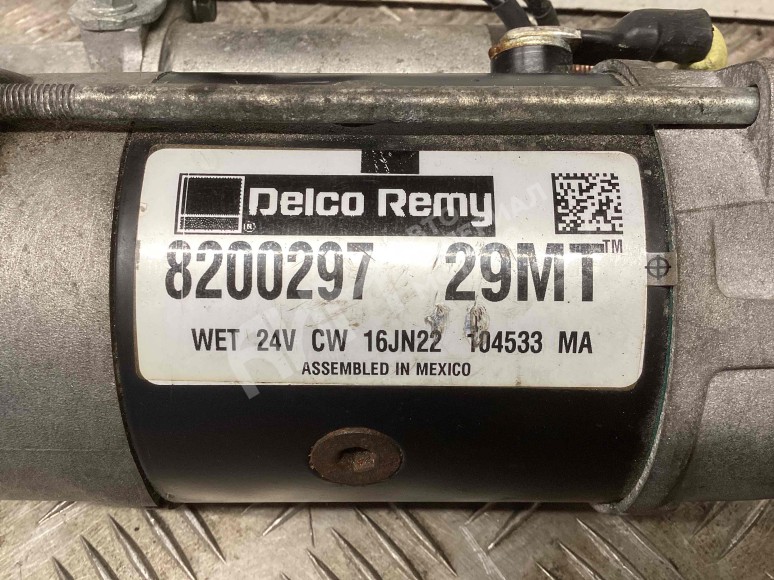 Delco Remy
®
8200297 29MT™
WET 24V CW 16JN22 104533 MA
ASSEMBLED IN MEXICO